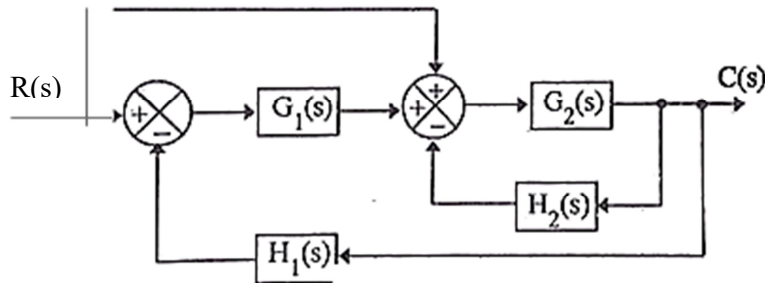 R(s)
+
−
G₁(s)
+
+
−
G₂(s)
C(s)
H₂(s)
H₁(s)